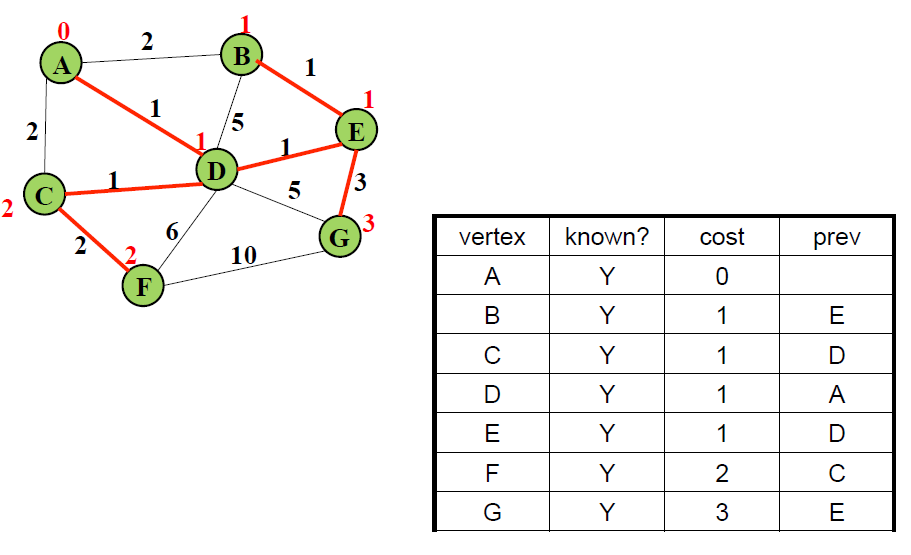 0
1
2
A
B
1
1
1
5
1
E
2
1
D
1
3
C
1
5
2
6
G
3
2
2
10
F
vertex known? cost prev
A Y 0
B Y 1 E
C Y 1 D
D Y 1 A
E Y 1 D
F Y 2 C
G Y 3 E